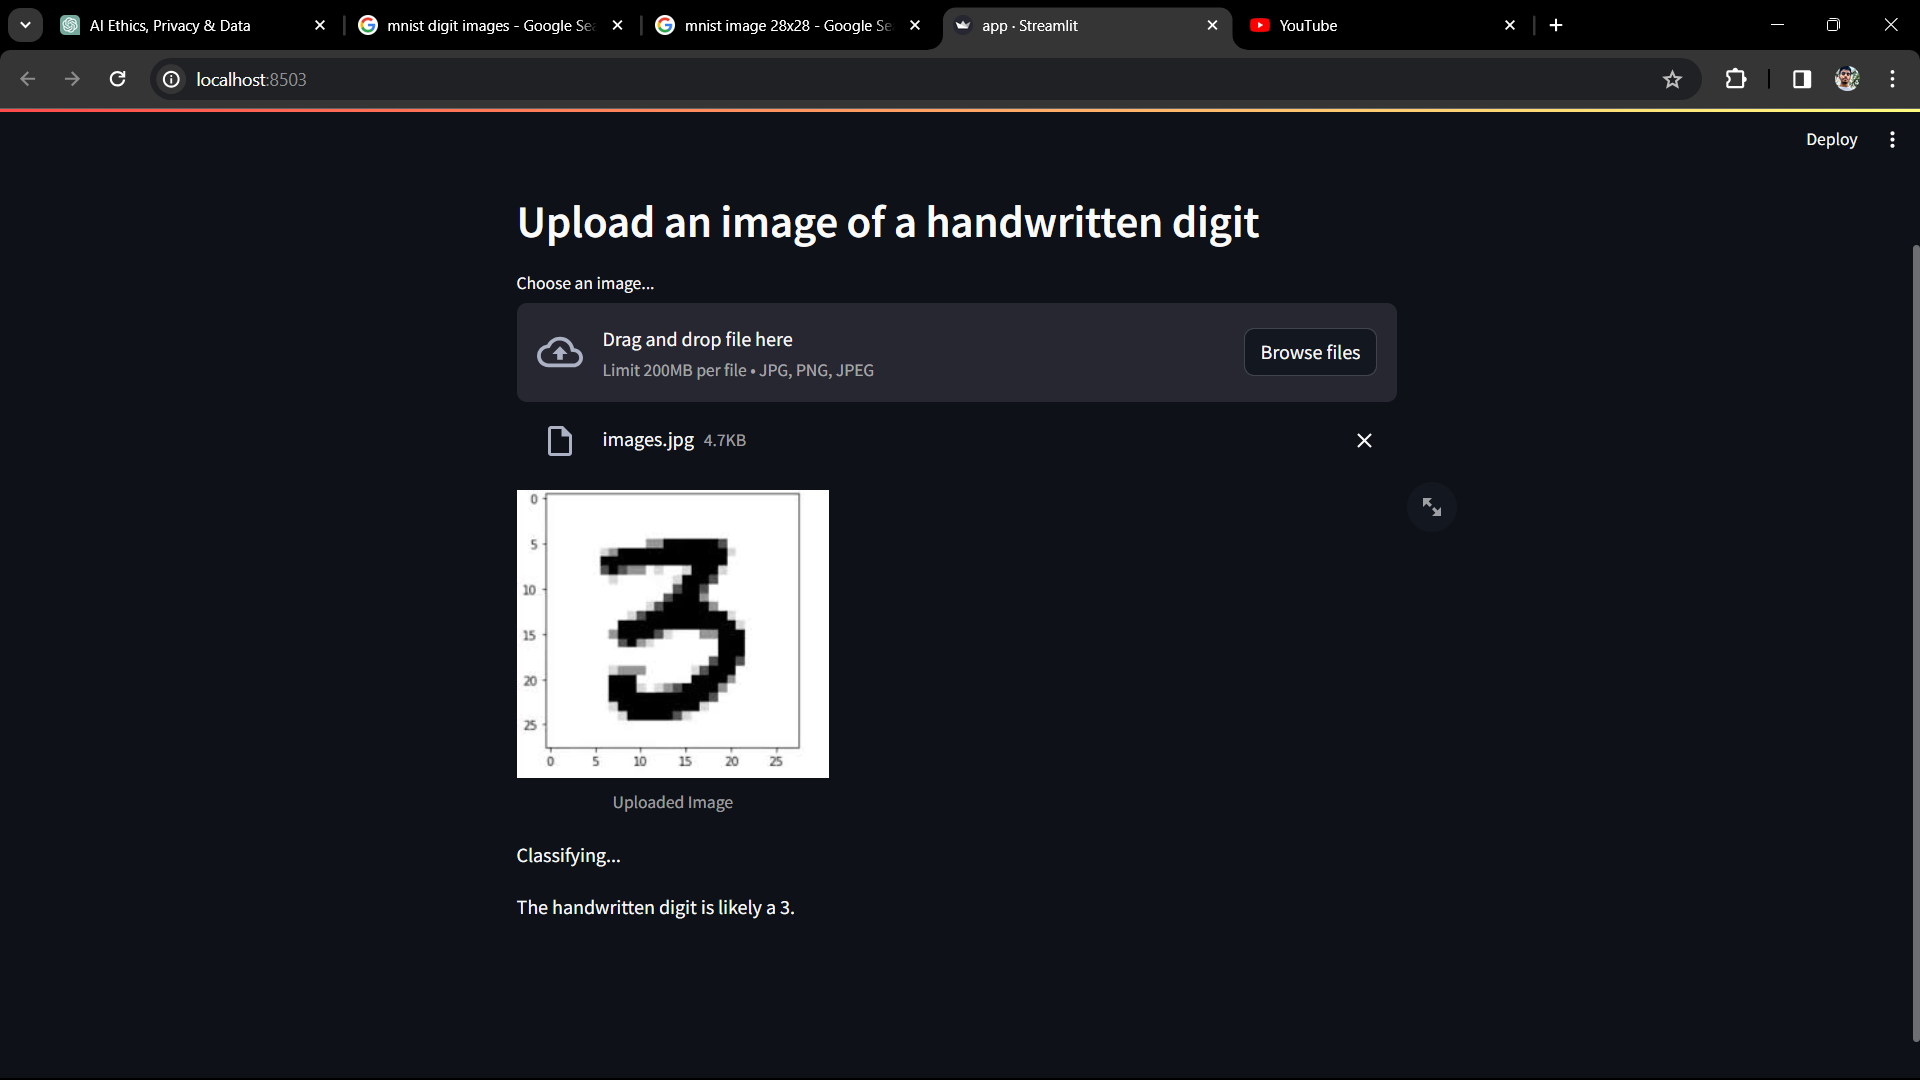 AI Ethics, Privacy & Data
mnist digit images - Google Se
mnist image 28x28 - Google Se
app · Streamlit
YouTube
localhost:8503
Deploy
Upload an image of a handwritten digit
Choose an image...
Drag and drop file here
Limit 200MB per file • JPG, PNG, JPEG
Browse files
images.jpg 4.7KB
0
5
10
15
20
25
3
0 5 10 15 20 25
Uploaded Image
Classifying...
The handwritten digit is likely a 3.